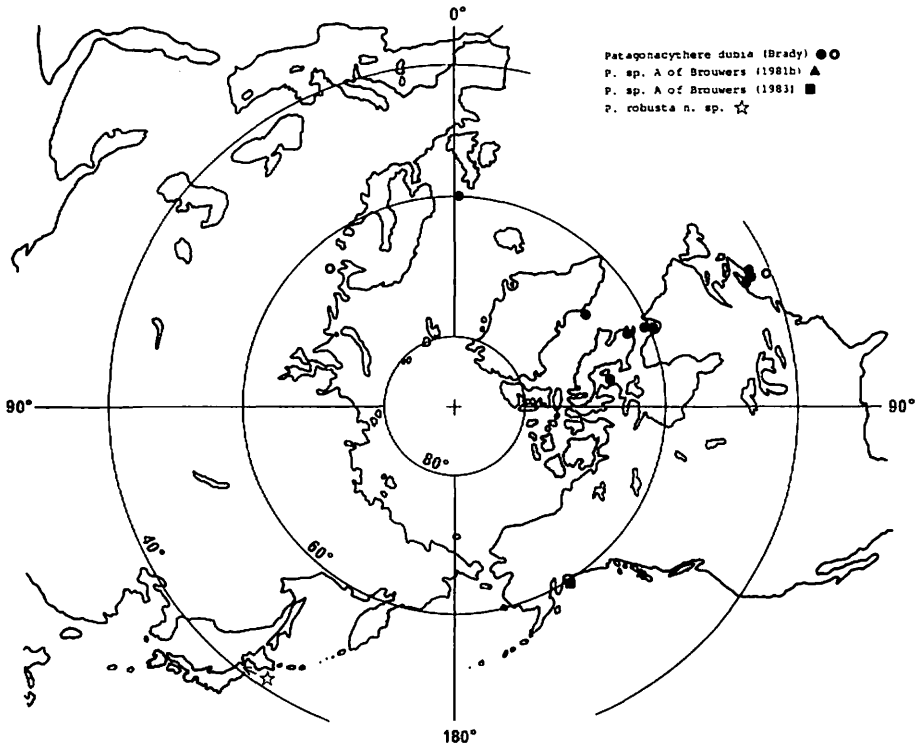 0°
Patagonacythere dubia (Brady) ●○
P. sp. A of Brouwers (1981b) ▲
P. sp. A of Brouwers (1983) ■
P. robusta n. sp. ☆
90°
90°
80°
60°
40°
180°